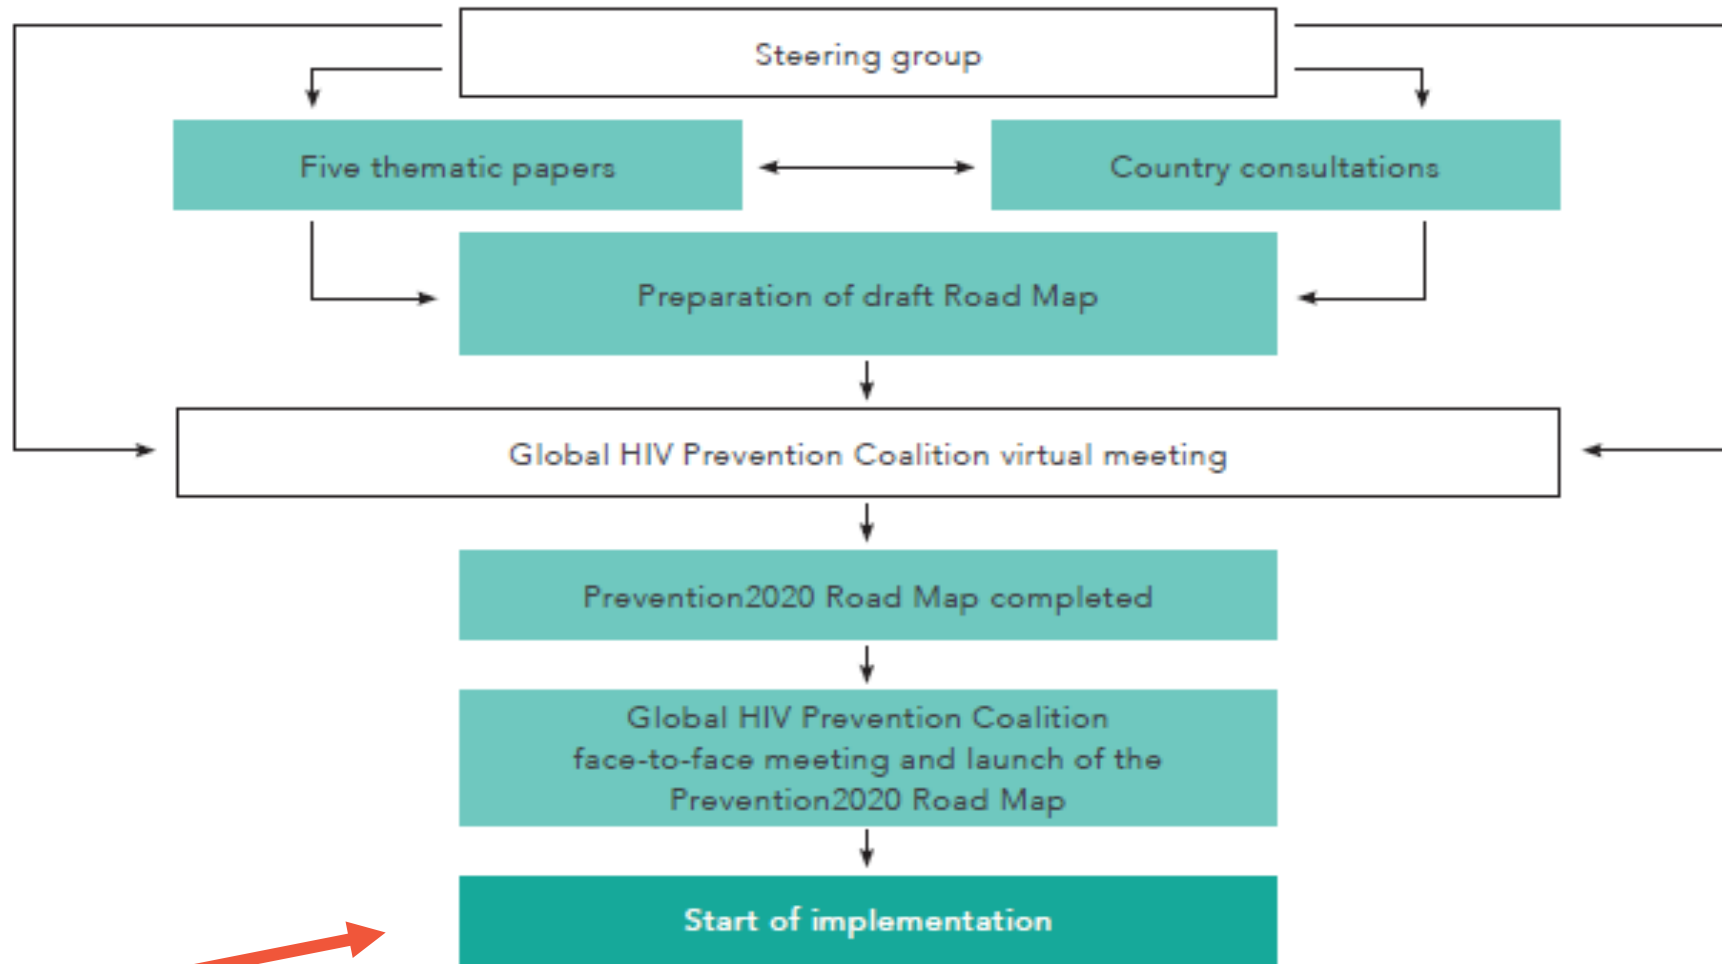 Steering group
Five thematic papers
Country consultations
Preparation of draft Road Map
Global HIV Prevention Coalition virtual meeting
Prevention2020 Road Map completed
Global HIV Prevention Coalition
face-to-face meeting and launch of the
Prevention2020 Road Map
Start of implementation